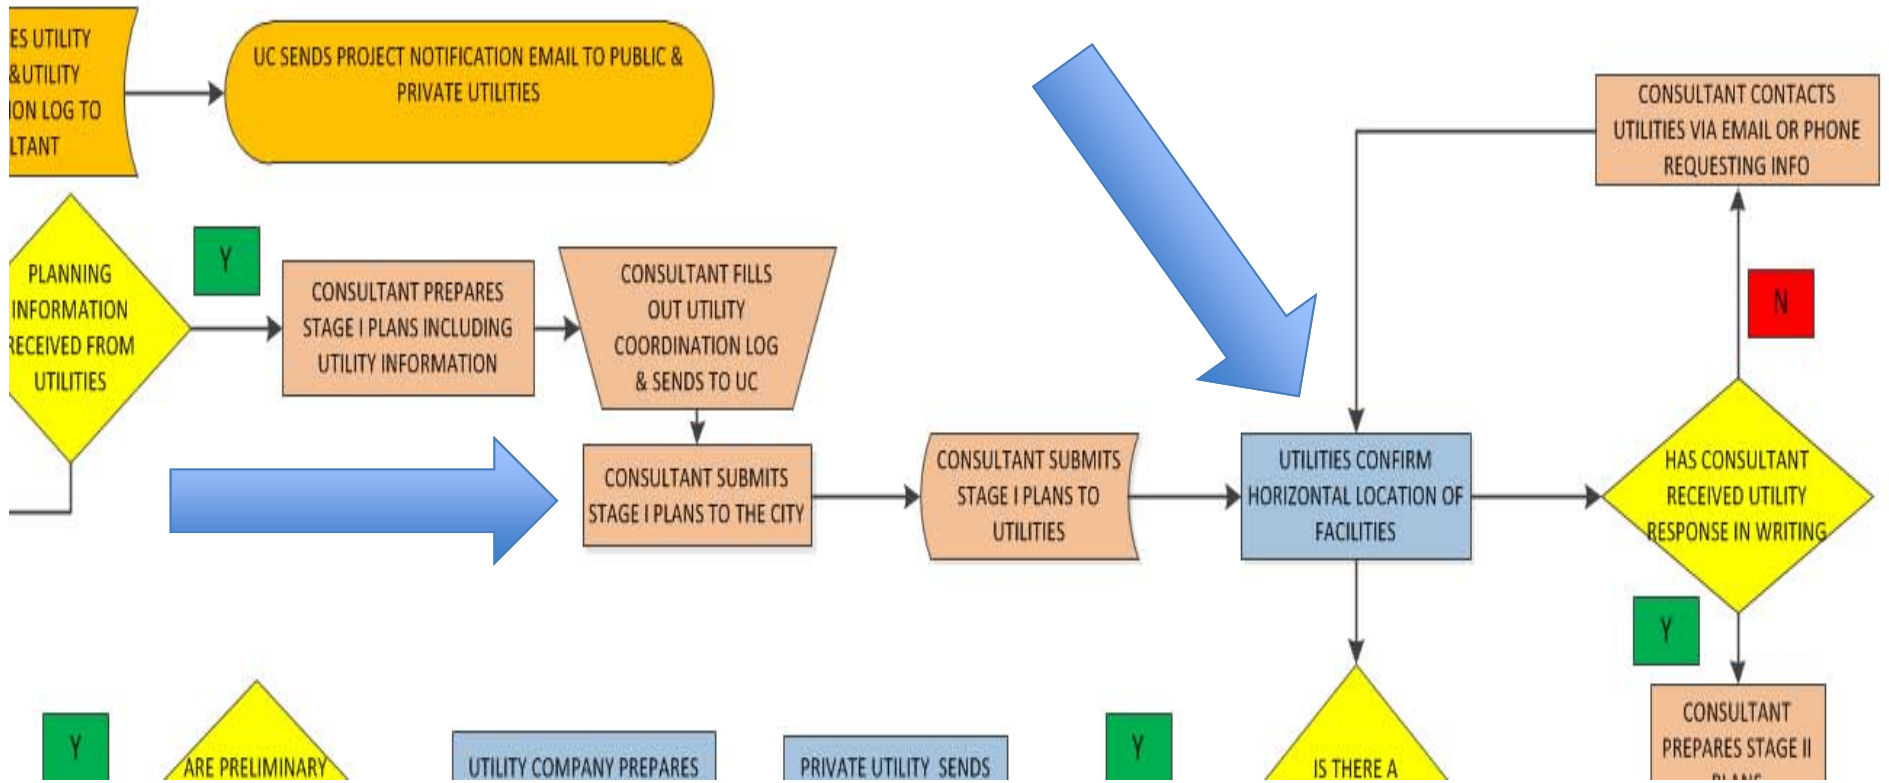 ES UTILITY
&UTILITY
ION LOG TO
LTANT
UC SENDS PROJECT NOTIFICATION EMAIL TO PUBLIC &
PRIVATE UTILITIES
CONSULTANT CONTACTS
UTILITIES VIA EMAIL OR PHONE
REQUESTING INFO
PLANNING
INFORMATION
RECEIVED FROM
UTILITIES
Y
CONSULTANT PREPARES
STAGE I PLANS INCLUDING
UTILITY INFORMATION
CONSULTANT FILLS
OUT UTILITY
COORDINATION LOG
& SENDS TO UC
N
CONSULTANT SUBMITS
STAGE I PLANS TO THE CITY
CONSULTANT SUBMITS
STAGE I PLANS TO
UTILITIES
UTILITIES CONFIRM
HORIZONTAL LOCATION OF
FACILITIES
HAS CONSULTANT
RECEIVED UTILITY
RESPONSE IN WRITING
Y
CONSULTANT
PREPARES STAGE II
PLANS
Y
ARE PRELIMINARY
UTILITY COMPANY PREPARES
PRIVATE UTILITY SENDS
Y
IS THERE A